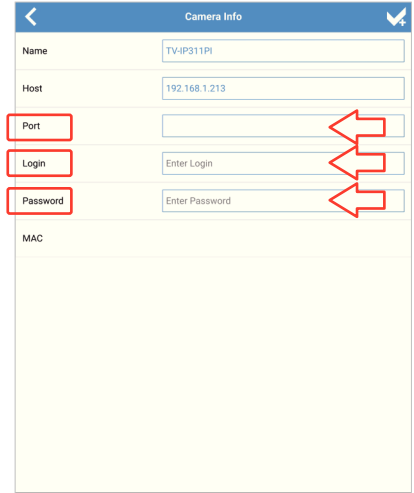 Camera Info
Name TV-IP311PI
Host 192.168.1.213
Port
Login Enter Login
Password Enter Password
MAC